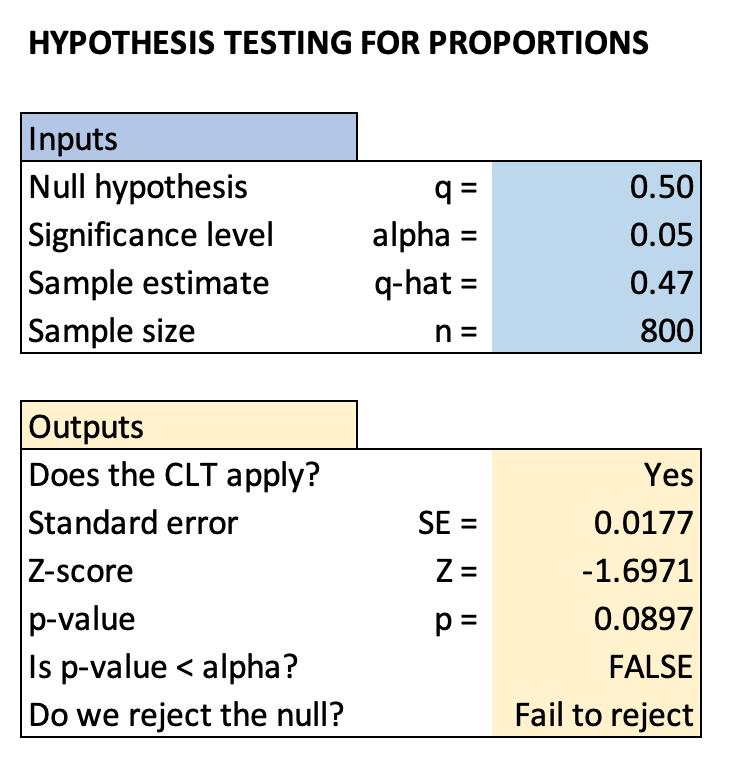 HYPOTHESIS TESTING FOR PROPORTIONS
Inputs
Null hypothesis q = 0.50
Significance level alpha = 0.05
Sample estimate q-hat = 0.47
Sample size n = 800
Outputs
Does the CLT apply? Yes
Standard error SE = 0.0177
Z-score Z = -1.6971
p-value p = 0.0897
Is p-value < alpha? FALSE
Do we reject the null? Fail to reject